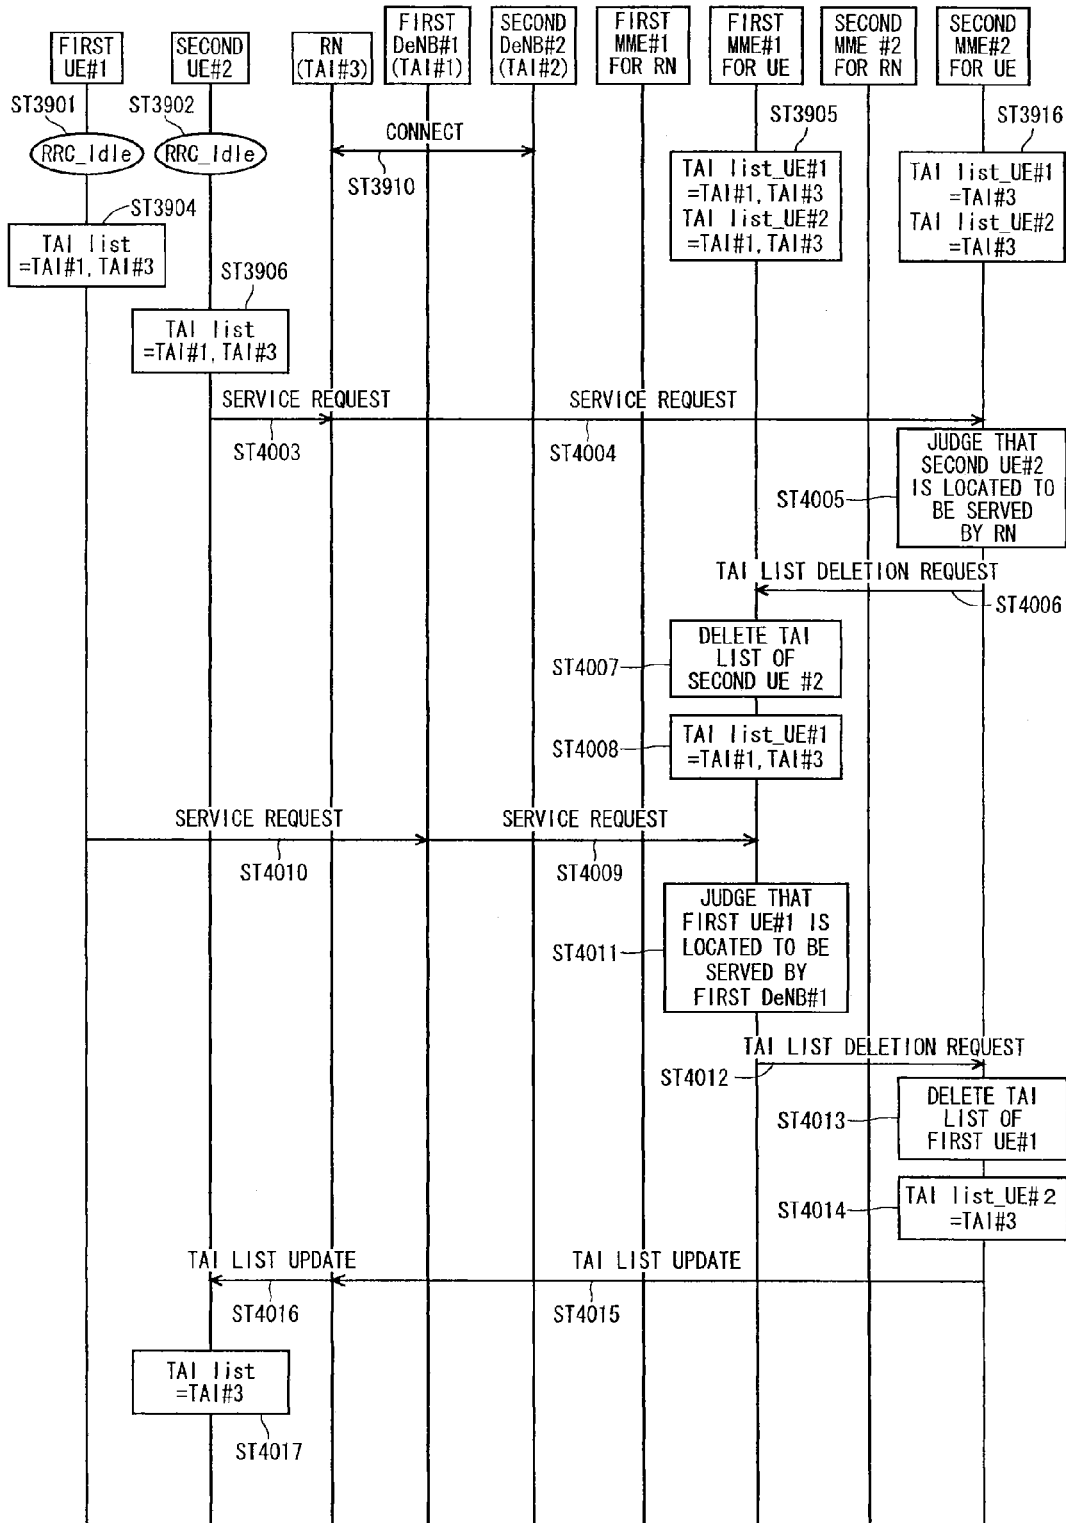 FIRST
UE#1
SECOND
UE#2
RN
(TAI#3)
FIRST
DeNB#1
(TAI#1)
SECOND
DeNB#2
(TAI#2)
FIRST
MME#1
FOR RN
FIRST
MME#1
FOR UE
SECOND
MME #2
FOR RN
SECOND
MME#2
FOR UE
ST3901
ST3902
RRC_Idle
RRC_Idle
CONNECT
ST3910
ST3905
TAI list_UE#1
=TAI#1, TAI#3
TAI list_UE#2
=TAI#1, TAI#3
ST3916
TAI list_UE#1
=TAI#3
TAI list_UE#2
=TAI#3
ST3904
TAI list
=TAI#1, TAI#3
ST3906
TAI list
=TAI#1, TAI#3
SERVICE REQUEST
ST4003
SERVICE REQUEST
ST4004
JUDGE THAT
SECOND UE#2
IS LOCATED TO
BE SERVED
BY RN
ST4005
TAI LIST DELETION REQUEST
ST4006
DELETE TAI
LIST OF
SECOND UE #2
ST4007
TAI list_UE#1
=TAI#1, TAI#3
ST4008
SERVICE REQUEST
ST4010
SERVICE REQUEST
ST4009
JUDGE THAT
FIRST UE#1 IS
LOCATED TO BE
SERVED BY
FIRST DeNB#1
ST4011
TAI LIST DELETION REQUEST
ST4012
DELETE TAI
LIST OF
FIRST UE#1
ST4013
TAI list_UE#2
=TAI#3
ST4014
TAI LIST UPDATE
ST4016
TAI LIST UPDATE
ST4015
TAI list
=TAI#3
ST4017